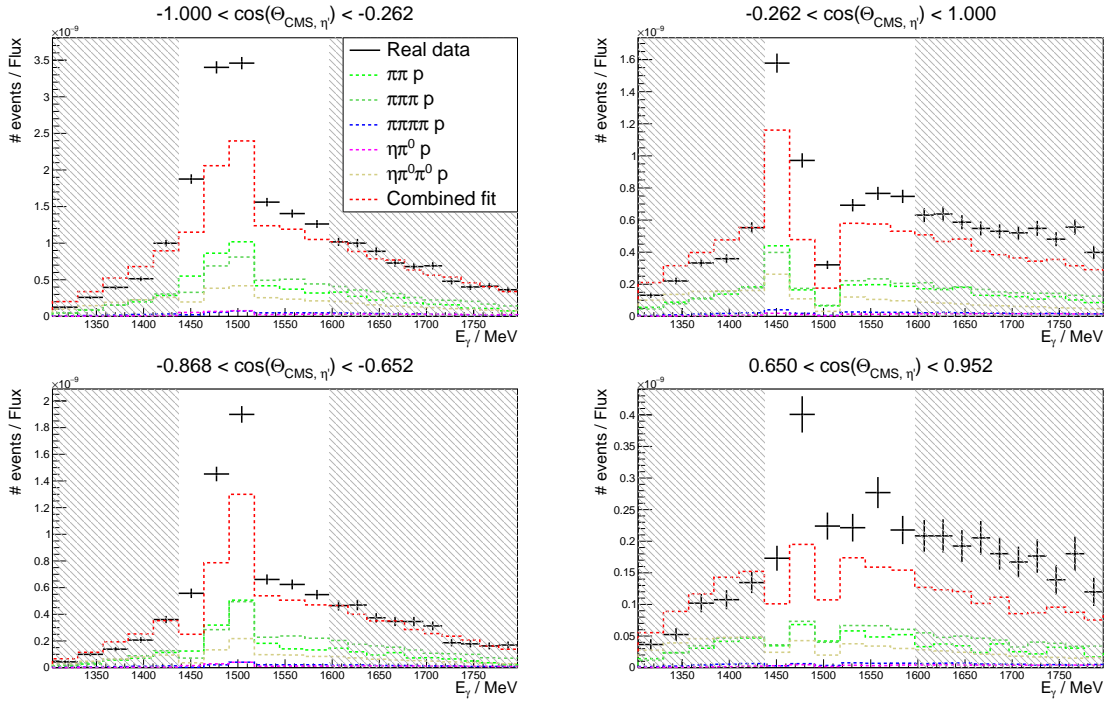 -1.000 < cos(Θ_CMS, η') < -0.262
×10⁻⁹
# events / Flux
3.5
3
2.5
2
1.5
1
0.5
0
1350 1400 1450 1500 1550 1600 1650 1700 1750
E_γ / MeV
Real data
ππ p
πππ p
ππππ p
ηπ⁰ p
ηπ⁰π⁰ p
Combined fit
-0.262 < cos(Θ_CMS, η') < 1.000
×10⁻⁹
# events / Flux
1.6
1.4
1.2
1
0.8
0.6
0.4
0.2
0
1350 1400 1450 1500 1550 1600 1650 1700 1750
E_γ / MeV
-0.868 < cos(Θ_CMS, η') < -0.652
×10⁻⁹
# events / Flux
2
1.8
1.6
1.4
1.2
1
0.8
0.6
0.4
0.2
0
1350 1400 1450 1500 1550 1600 1650 1700 1750
E_γ / MeV
0.650 < cos(Θ_CMS, η') < 0.952
×10⁻⁹
# events / Flux
0.4
0.35
0.3
0.25
0.2
0.15
0.1
0.05
0
1350 1400 1450 1500 1550 1600 1650 1700 1750
E_γ / MeV